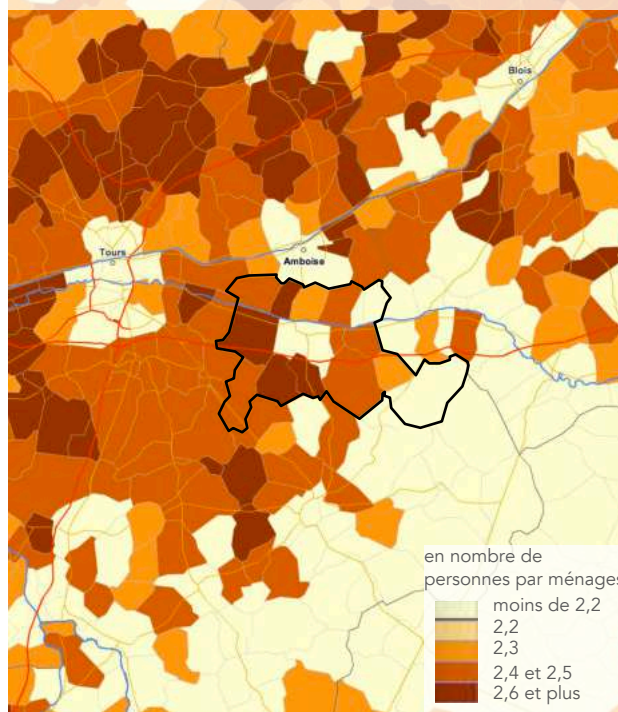 Blois
Tours
Amboise
en nombre de
personnes par ménages
moins de 2,2
2,2
2,3
2,4 et 2,5
2,6 et plus